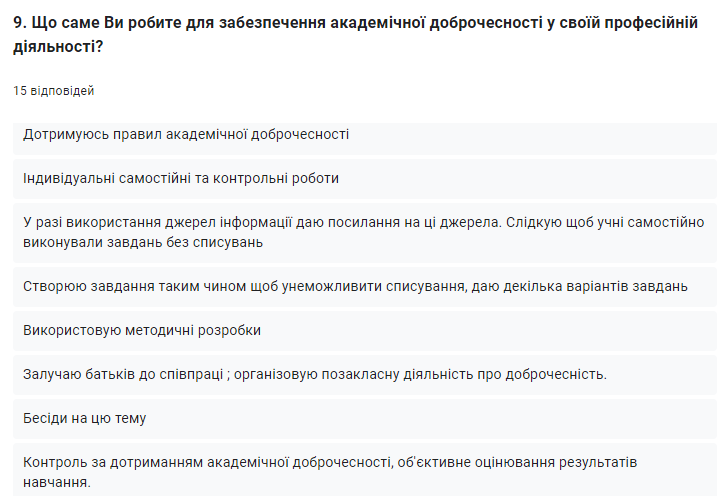 9. Що саме Ви робите для забезпечення академічної доброчесності у своїй професійній
діяльності?
15 відповідей
Дотримуюсь правил академічної доброчесності
Індивідуальні самостійні та контрольні роботи
У разі використання джерел інформації даю посилання на ці джерела. Слідкую щоб учні самостійно
виконували завдань без списувань
Створюю завдання таким чином щоб унеможливити списування, даю декілька варіантів завдань
Використовую методичні розробки
Залучаю батьків до співпраці ; організовую позакласну діяльність про доброчесність.
Бесіди на цю тему
Контроль за дотриманням академічної доброчесності, об'єктивне оцінювання результатів
навчання.